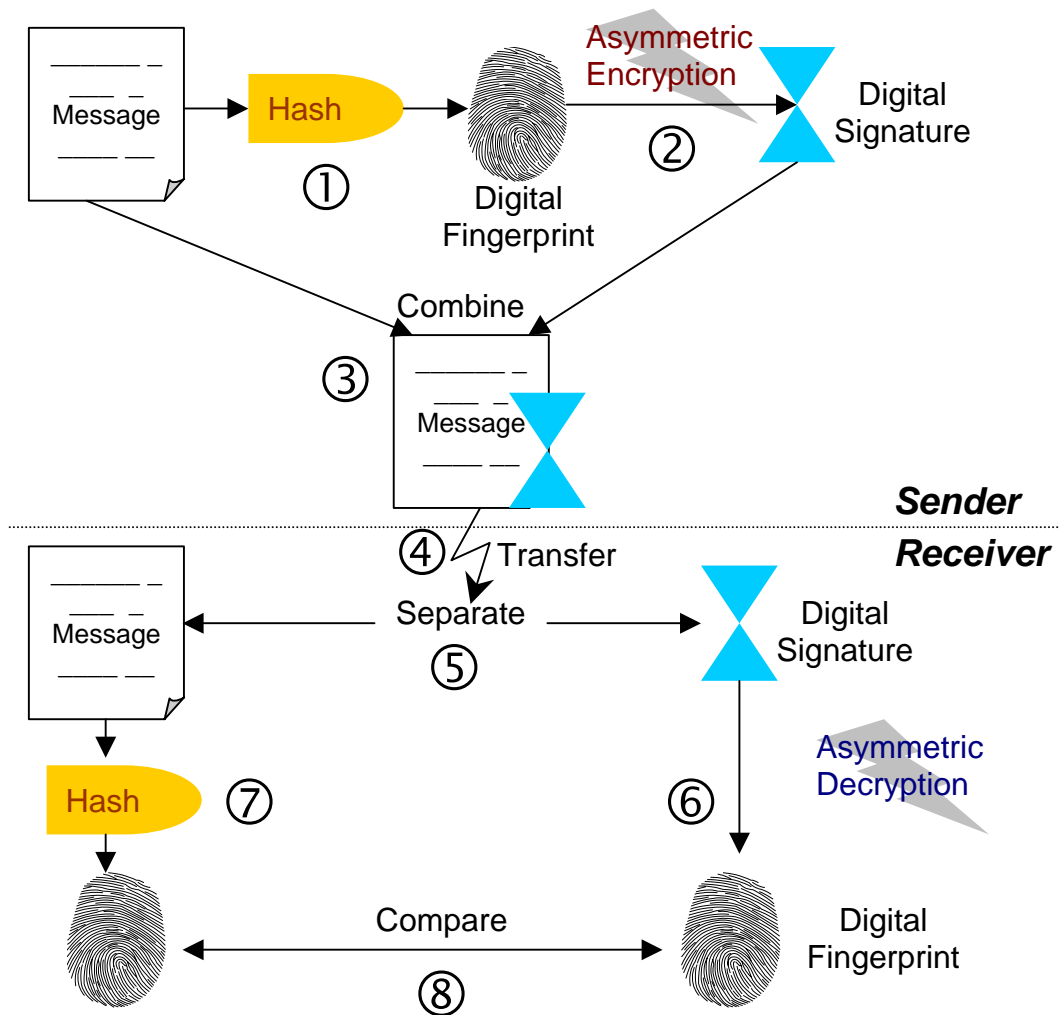 Message
Hash
①
Digital
Fingerprint
Asymmetric
Encryption
②
Digital
Signature
Combine
③
Message
Sender
④
Transfer
Receiver
Message
Separate
⑤
Digital
Signature
Hash
⑦
⑥
Asymmetric
Decryption
Compare
⑧
Digital
Fingerprint